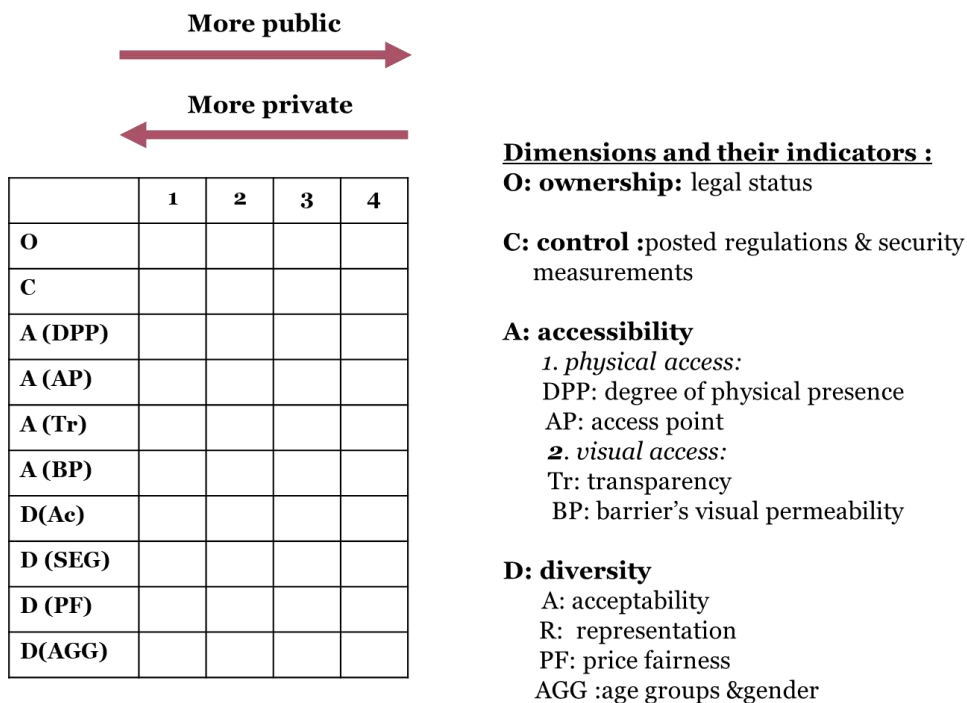 More public
More private
1 2 3 4
O
C
A (DPP)
A (AP)
A (Tr)
A (BP)
D(Ac)
D (SEG)
D (PF)
D(AGG)
Dimensions and their indicators :
O: ownership: legal status
C: control :posted regulations & security
measurements
A: accessibility
1. physical access:
DPP: degree of physical presence
AP: access point
2. visual access:
Tr: transparency
BP: barrier's visual permeability
D: diversity
A: acceptability
R: representation
PF: price fairness
AGG :age groups &gender